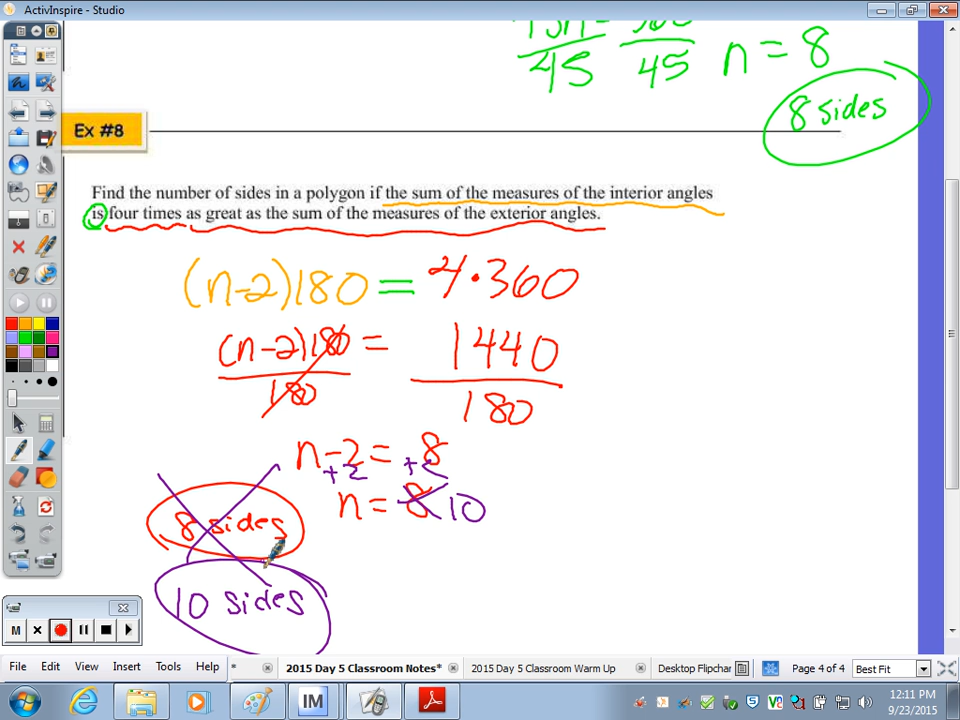 ActivInspire - Studio
45 45 n = 8
8 sides
Ex #8
Find the number of sides in a polygon if the sum of the measures of the interior angles
is four times as great as the sum of the measures of the exterior angles.
(n-2)180 = 4·360
(n-2)180 = 1440
180 180
n-2 = 8
+2 +2
n = 8 10
8 sides
10 sides
M
File Edit View Insert Tools Help * 2015 Day 5 Classroom Notes* 2015 Day 5 Classroom Warm Up Desktop Flipchar Page 4 of 4 Best Fit
IM
12:11 PM
9/23/2015